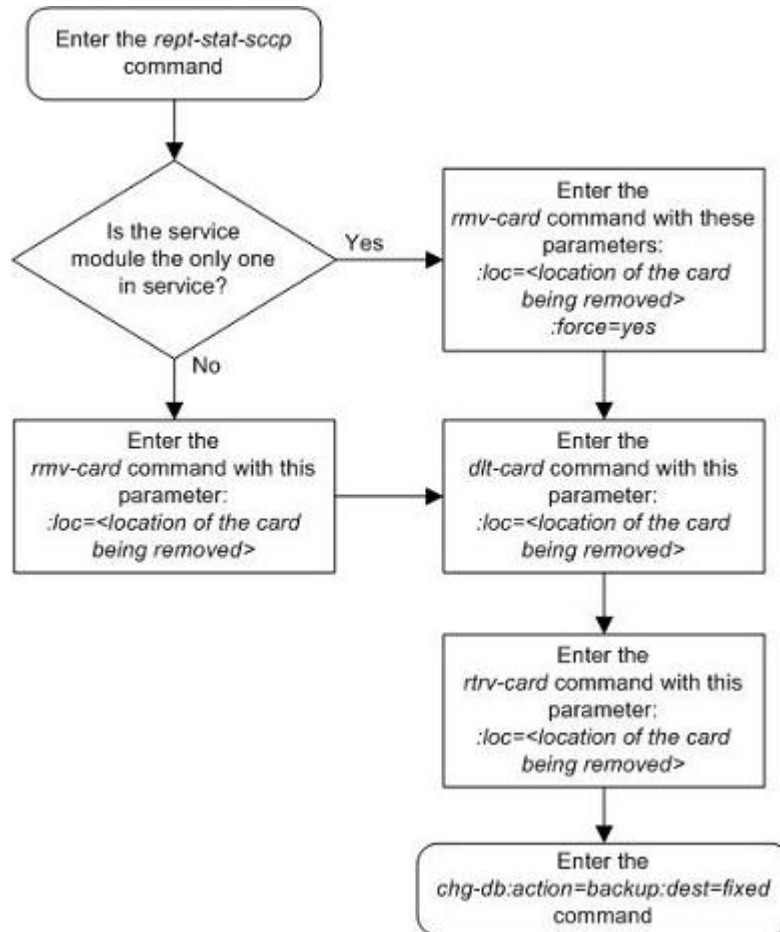 Enter the rept-stat-sccp
command
Is the service
module the only one
in service?
Yes
Enter the
rmv-card command with these
parameters:
:loc=<location of the card
being removed>
:force=yes
No
Enter the
rmv-card command with this
parameter:
:loc=<location of the card
being removed>
Enter the
dlt-card command with this
parameter:
:loc=<location of the card
being removed>
Enter the
rtrv-card command with this
parameter:
:loc=<location of the card
being removed>
Enter the
chg-db:action=backup:dest=fixed
command